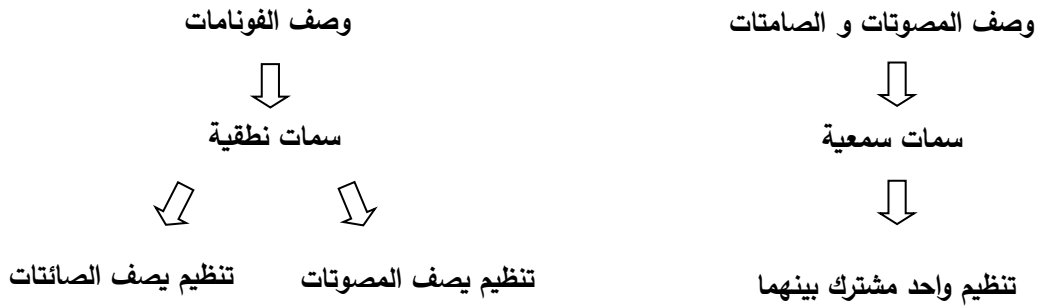 وصف المصوتات و الصامتات
سمات سمعية
تنظيم واحد مشترك بينهما
وصف الفونامات
سمات نطقية
تنظيم يصف المصوتات
تنظيم يصف الصائتات